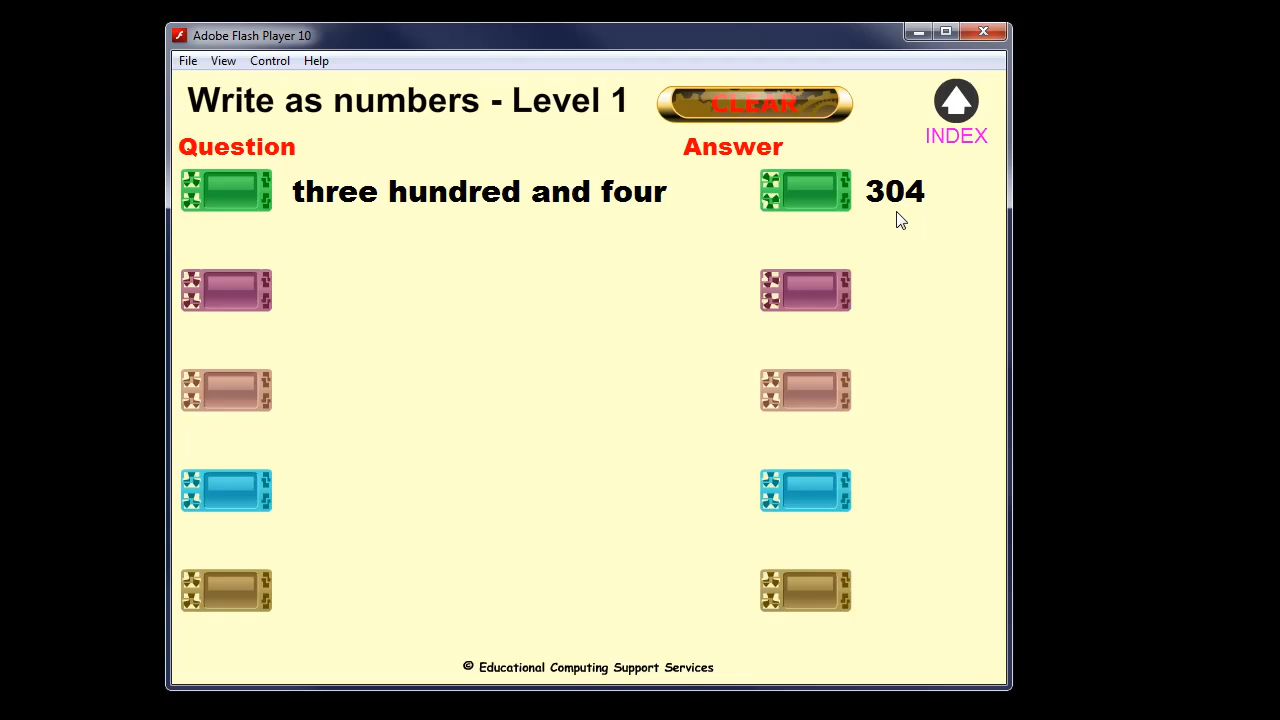 Adobe Flash Player 10
File View Control Help
Write as numbers - Level 1
CLEAR
INDEX
Question
Answer
three hundred and four
304
© Educational Computing Support Services